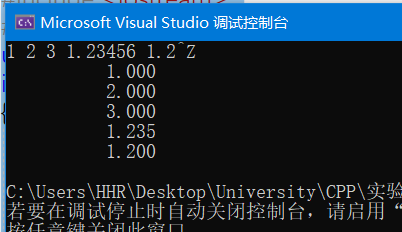 Microsoft Visual Studio 调试控制台
1 2 3 1.23456 1.2^Z
1.000
2.000
3.000
1.235
1.200
C:\Users\HHR\Desktop\University\CPP\实验
若要在调试停止时自动关闭控制台，请启用“
按任意键关闭此窗口